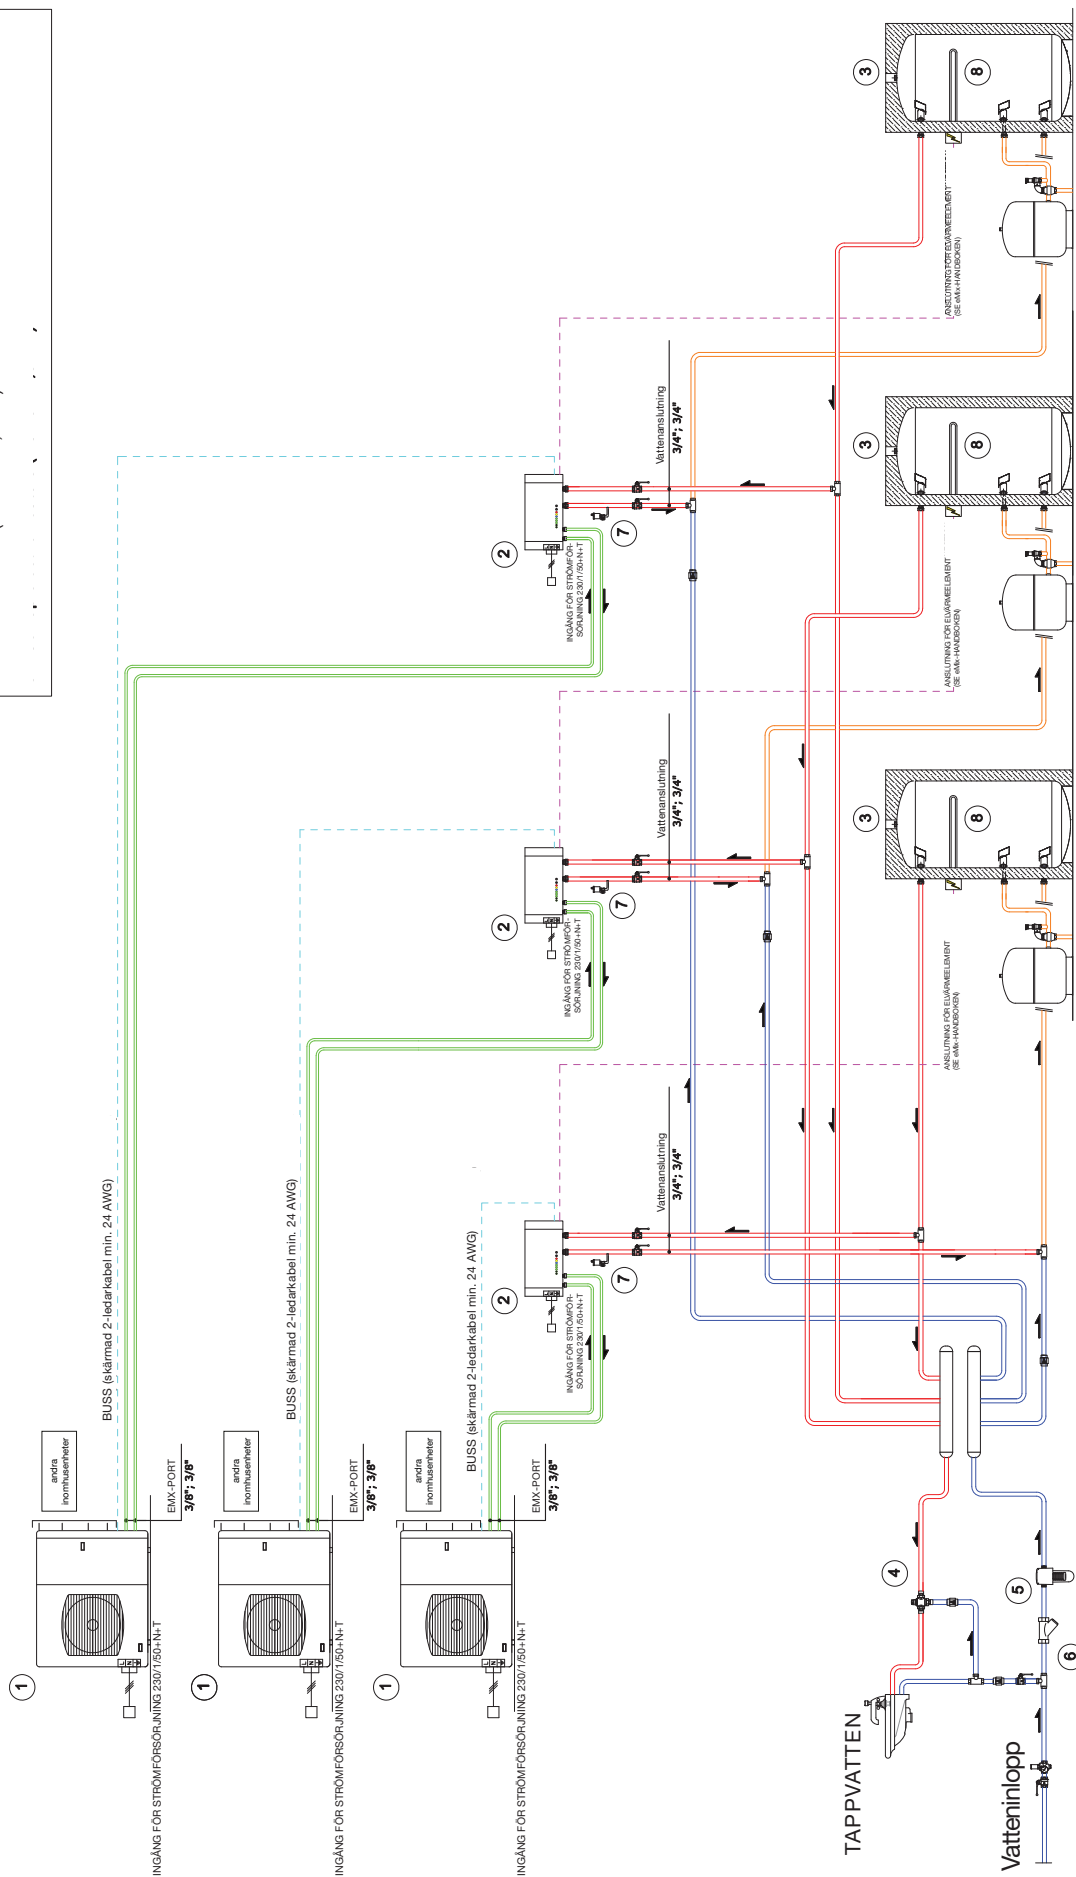 BUSS (skärmad 2-ledarkabel min. 24 AWG)
andra
inomhusenheter
EMX-PORT
3/8"; 3/8"
1
INGÅNG FÖR STRÖMFÖRSÖRJNING 230/1/50+N+T
L
N
BUSS (skärmad 2-ledarkabel min. 24 AWG)
andra
inomhusenheter
EMX-PORT
3/8"; 3/8"
1
INGÅNG FÖR STRÖMFÖRSÖRJNING 230/1/50+N+T
L
N
BUSS (skärmad 2-ledarkabel min. 24 AWG)
andra
inomhusenheter
EMX-PORT
3/8"; 3/8"
1
INGÅNG FÖR STRÖMFÖRSÖRJNING 230/1/50+N+T
L
N
2
INGÅNG FÖR STRÖMFÖR-
SÖRJNING 230/1/50+N+T
7
Vattenanslutning
3/4"; 3/4"
2
INGÅNG FÖR STRÖMFÖR-
SÖRJNING 230/1/50+N+T
7
Vattenanslutning
3/4"; 3/4"
2
INGÅNG FÖR STRÖMFÖR-
SÖRJNING 230/1/50+N+T
7
Vattenanslutning
3/4"; 3/4"
3
8
ANSLUTNING FÖR ELVÄRMEELEMENT
(SE eMix-HANDBOKEN)
3
8
ANSLUTNING FÖR ELVÄRMEELEMENT
(SE eMix-HANDBOKEN)
3
8
ANSLUTNING FÖR ELVÄRMEELEMENT
(SE eMix-HANDBOKEN)
4
5
6
TAPPVATTEN
Vatteninlopp